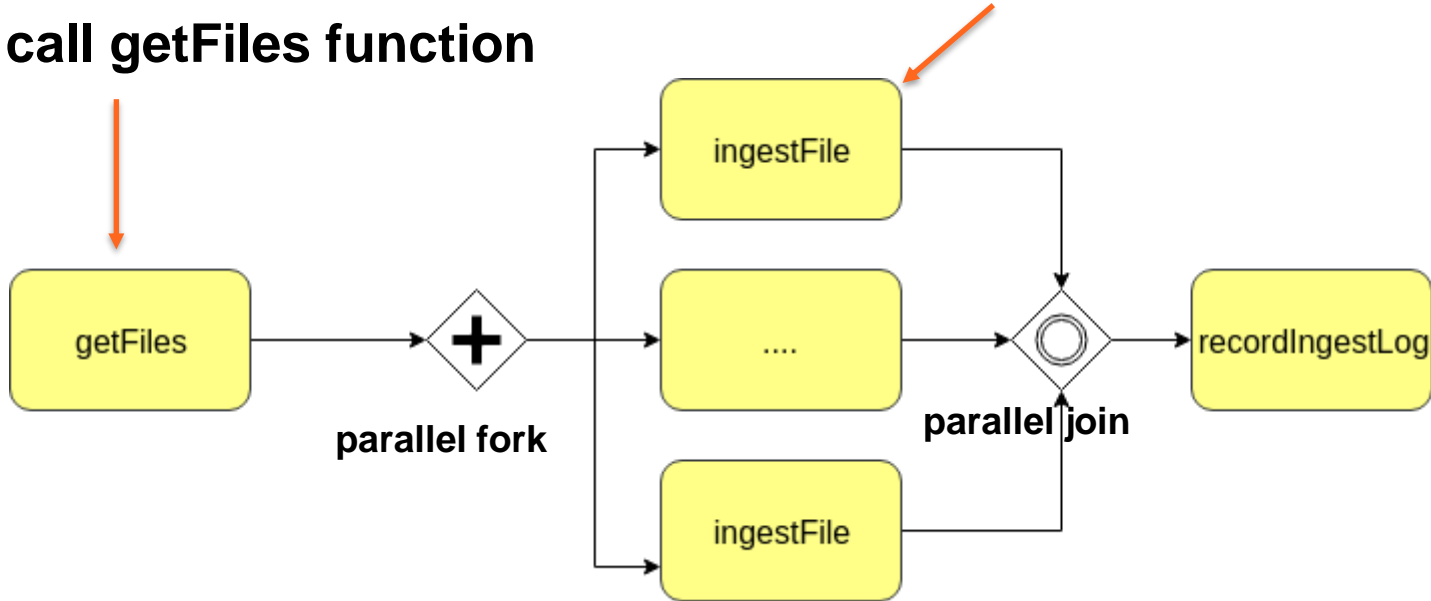 call getFiles function
ingestFile
getFiles
....
recordIngestLog
parallel fork
parallel join
ingestFile